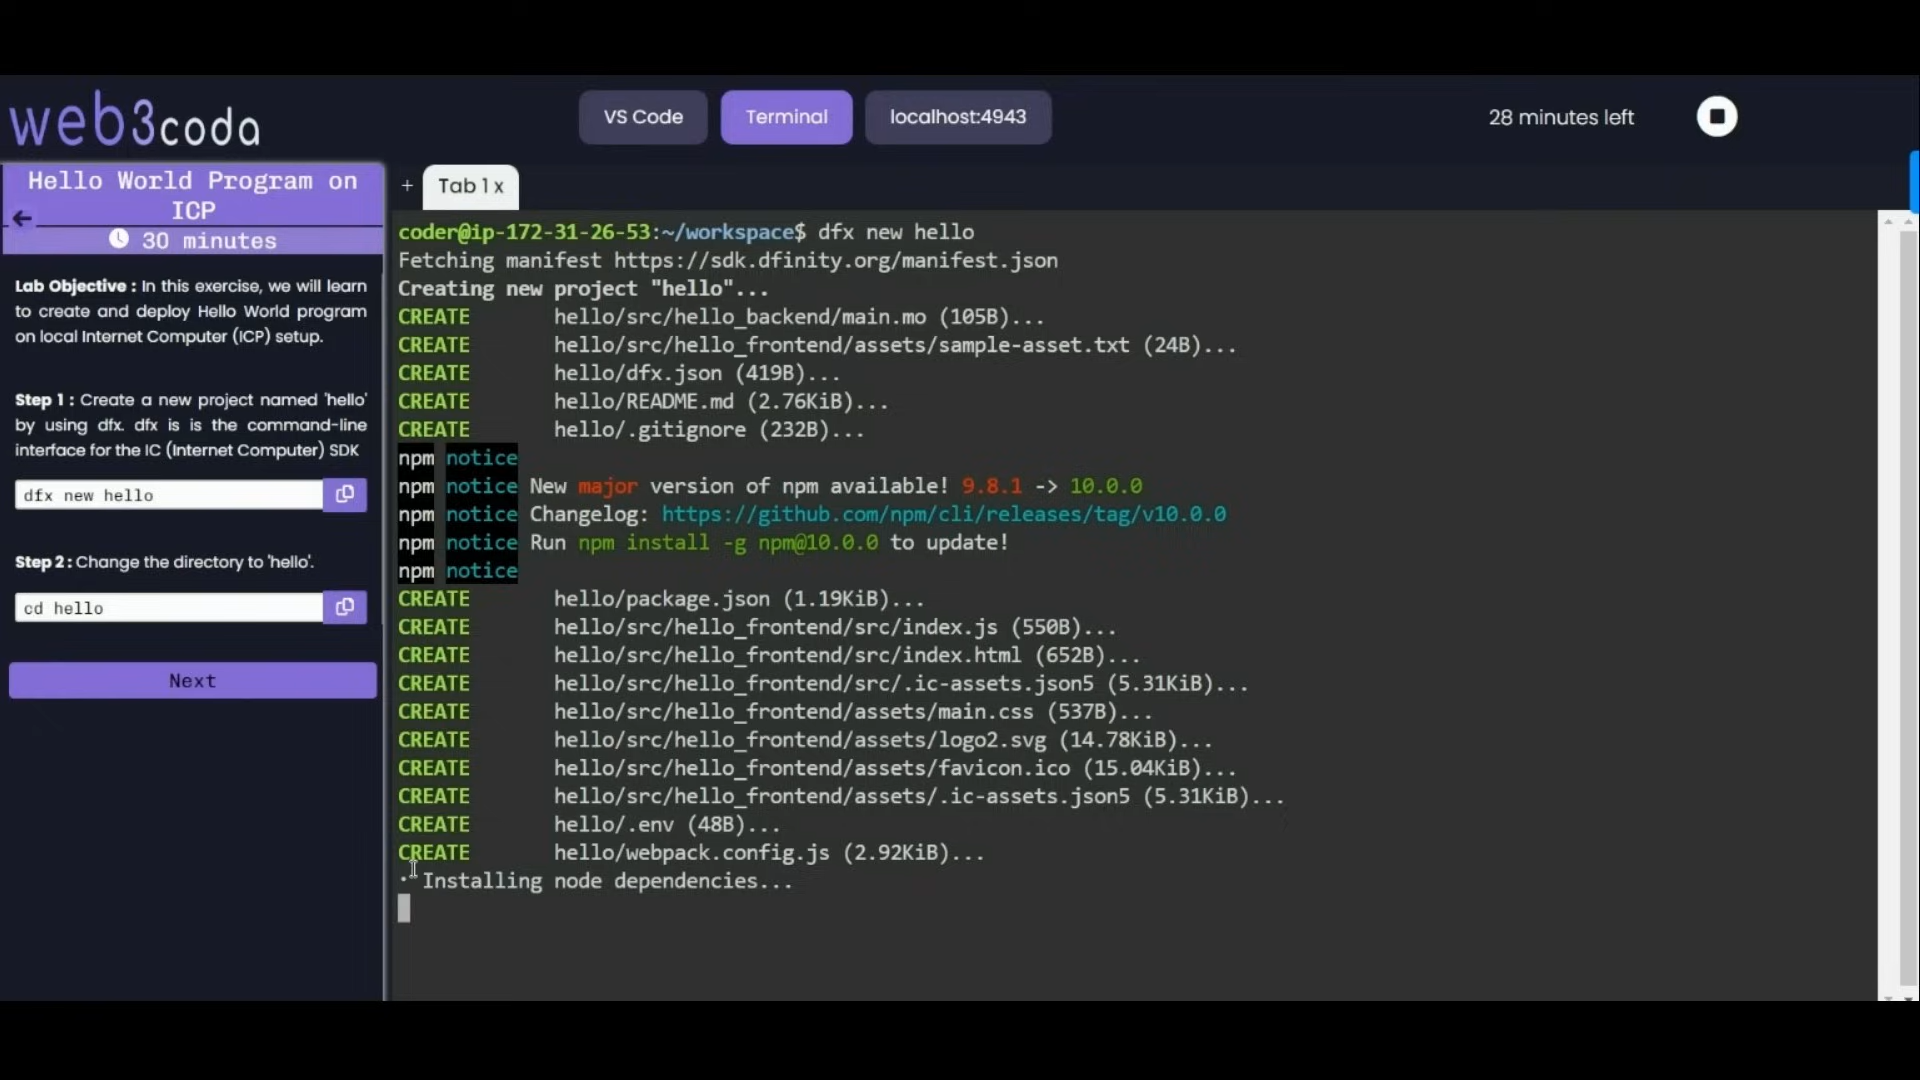 web3coda
VS Code
Terminal
localhost:4943
28 minutes left
Hello World Program on
ICP
30 minutes
Lab Objective : In this exercise, we will learn
to create and deploy Hello World program
on local Internet Computer (ICP) setup.
Step 1 : Create a new project named 'hello'
by using dfx. dfx is is the command-line
interface for the IC (Internet Computer) SDK
dfx new hello
Step 2 : Change the directory to 'hello'.
cd hello
Next
+ Tab 1 x
coder@ip-172-31-26-53:~/workspace$ dfx new hello
Fetching manifest https://sdk.dfinity.org/manifest.json
Creating new project "hello"...
CREATE hello/src/hello_backend/main.mo (105B)...
CREATE hello/src/hello_frontend/assets/sample-asset.txt (24B)...
CREATE hello/dfx.json (419B)...
CREATE hello/README.md (2.76KiB)...
CREATE hello/.gitignore (232B)...
npm notice
npm notice New major version of npm available! 9.8.1 -> 10.0.0
npm notice Changelog: https://github.com/npm/cli/releases/tag/v10.0.0
npm notice Run npm install -g npm@10.0.0 to update!
npm notice
CREATE hello/package.json (1.19KiB)...
CREATE hello/src/hello_frontend/src/index.js (550B)...
CREATE hello/src/hello_frontend/src/index.html (652B)...
CREATE hello/src/hello_frontend/src/.ic-assets.json5 (5.31KiB)...
CREATE hello/src/hello_frontend/assets/main.css (537B)...
CREATE hello/src/hello_frontend/assets/logo2.svg (14.78KiB)...
CREATE hello/src/hello_frontend/assets/favicon.ico (15.04KiB)...
CREATE hello/src/hello_frontend/assets/.ic-assets.json5 (5.31KiB)...
CREATE hello/.env (48B)...
CREATE hello/webpack.config.js (2.92KiB)...
Installing node dependencies...